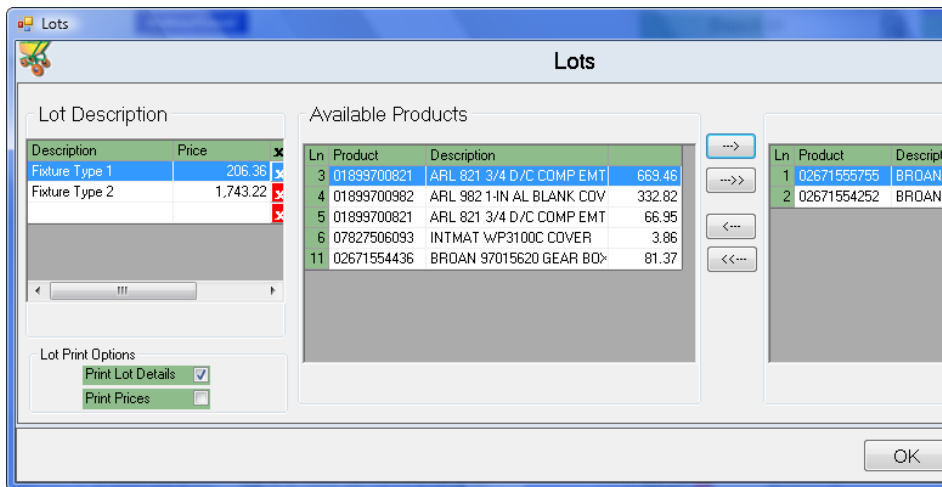 Lots
Lots
Lot Description
Description Price x
Fixture Type 1 206.36 x
Fixture Type 2 1,743.22 x
x
Lot Print Options
Print Lot Details
Print Prices
Available Products
Ln Product Description
3 01899700821 ARL 821 3/4 D/C COMP EMT 669.46
4 01899700982 ARL 982 1-IN AL BLANK COV 332.82
5 01899700821 ARL 821 3/4 D/C COMP EMT 66.95
6 07827506093 INTMAT WP3100C COVER 3.86
11 02671554436 BROAN 97015620 GEAR BOX 81.37
--->
--->>
<---
<<---
Ln Product Descript
1 02671555755 BROAN
2 02671554252 BROAN
OK